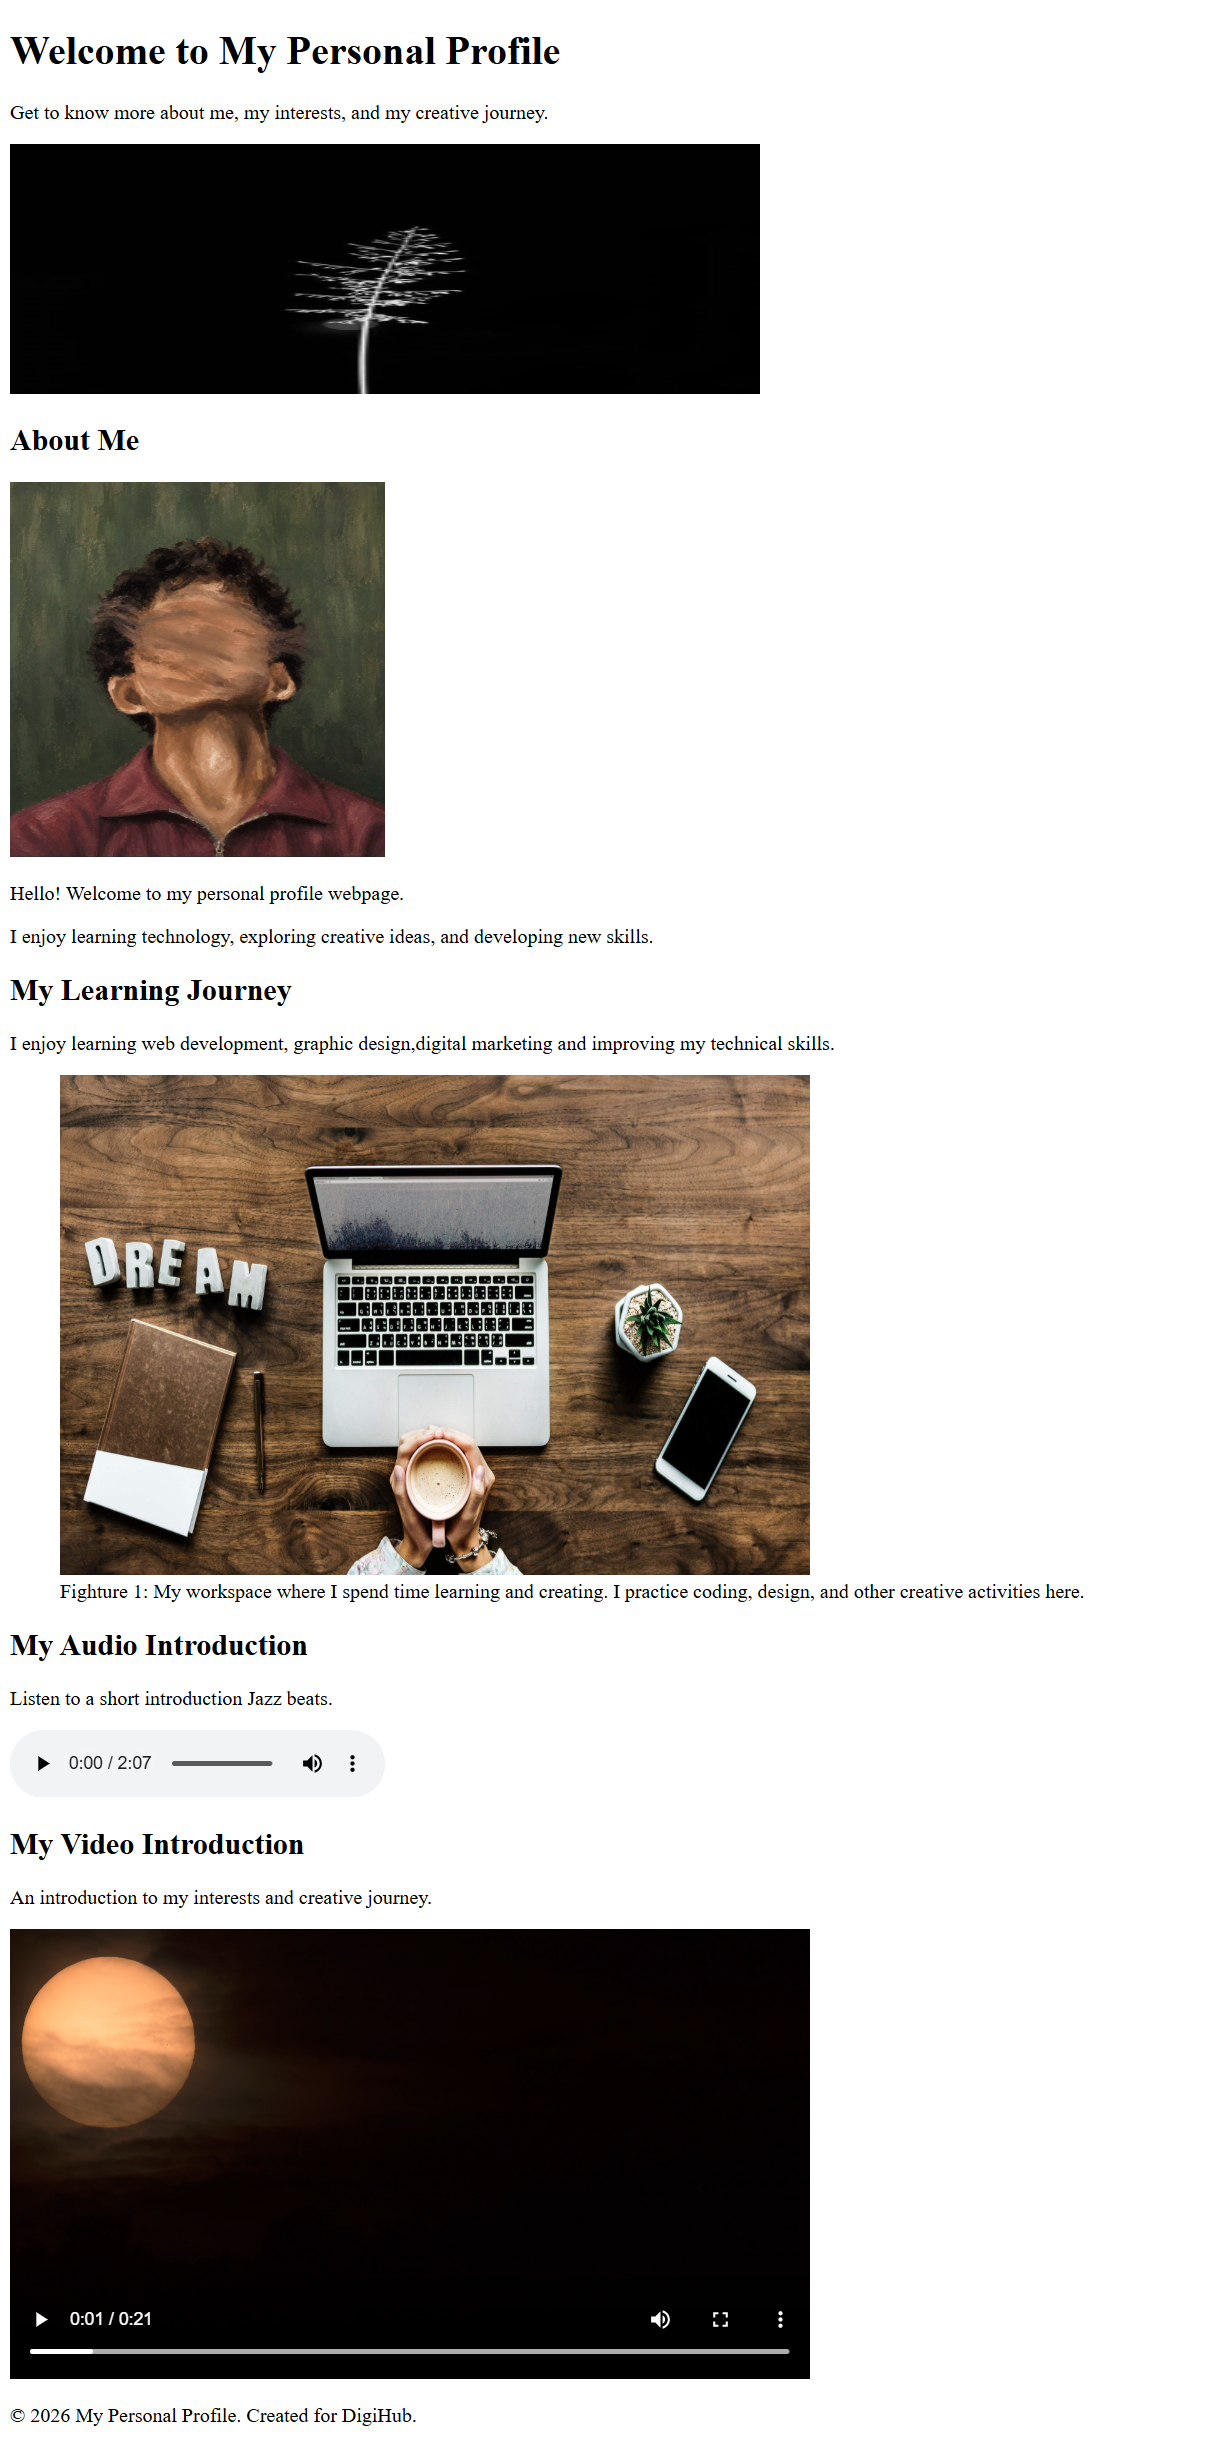 Welcome to My Personal Profile
Get to know more about me, my interests, and my creative journey.
About Me
Hello! Welcome to my personal profile webpage.
I enjoy learning technology, exploring creative ideas, and developing new skills.
My Learning Journey
I enjoy learning web development, graphic design,digital marketing and improving my technical skills.
DREAM
Fighture 1: My workspace where I spend time learning and creating. I practice coding, design, and other creative activities here.
My Audio Introduction
Listen to a short introduction Jazz beats.
0:00 / 2:07
My Video Introduction
An introduction to my interests and creative journey.
0:01 / 0:21
© 2026 My Personal Profile. Created for DigiHub.